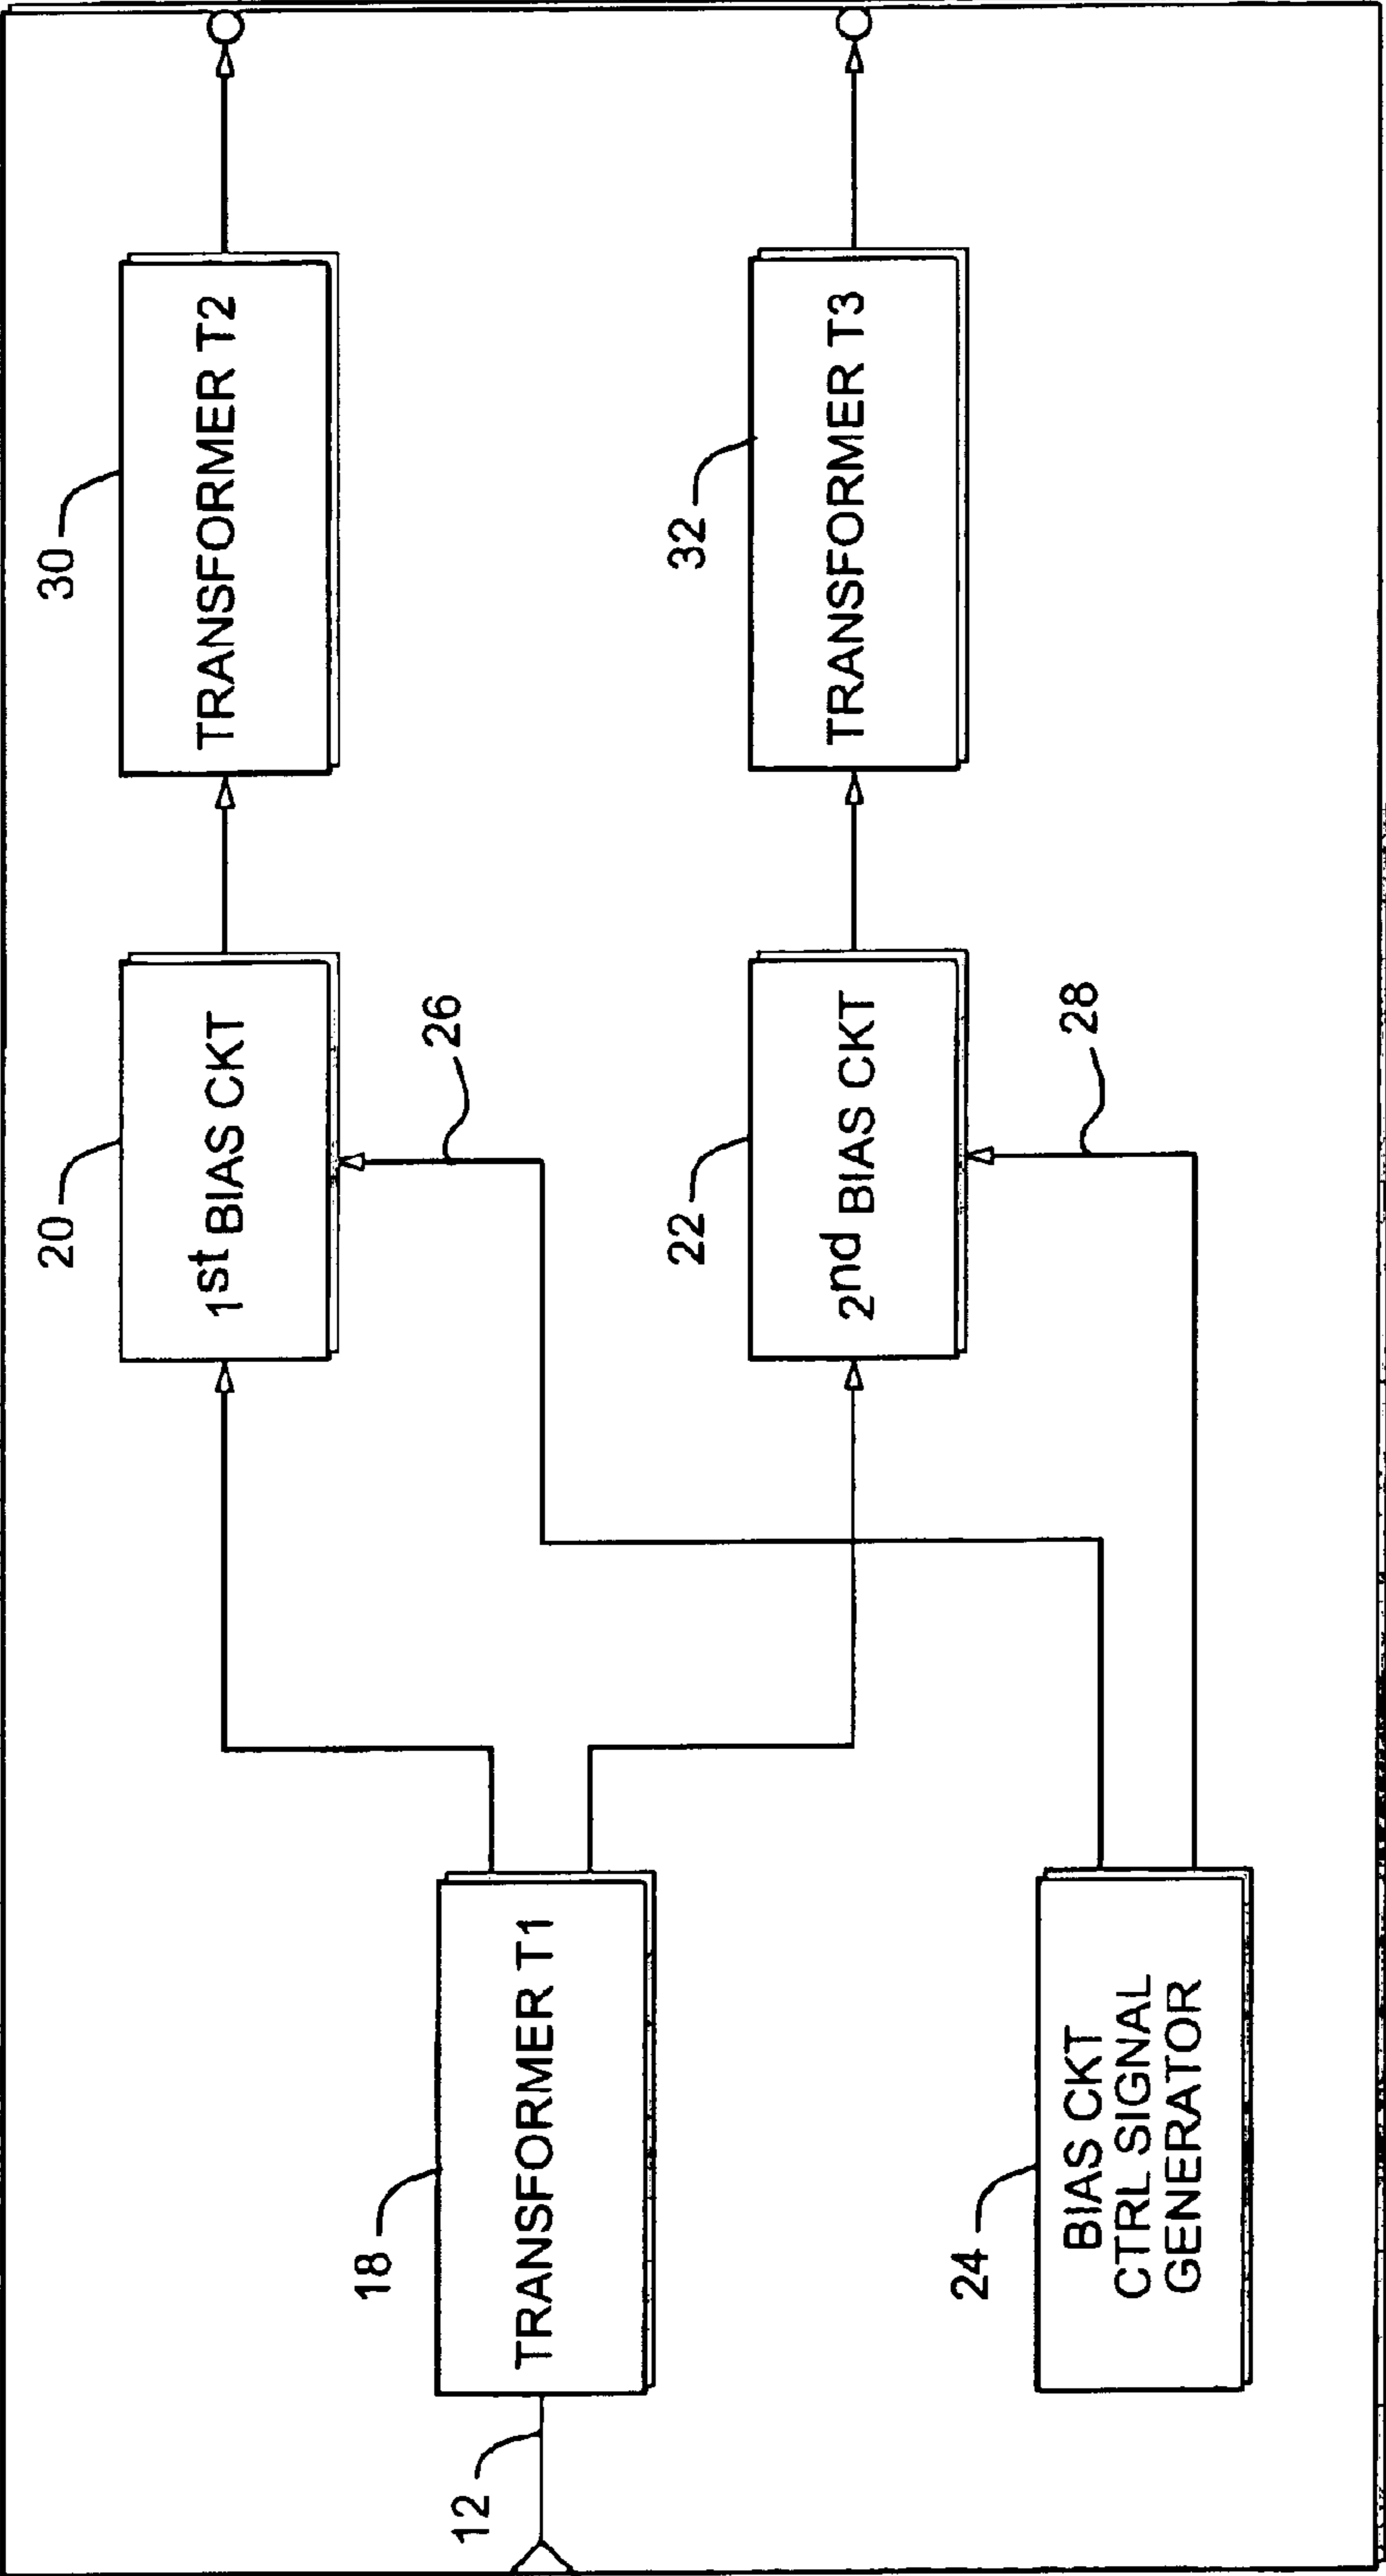 30
TRANSFORMER T2
20
1st BIAS CKT
26
32
TRANSFORMER T3
22
2nd BIAS CKT
28
18
TRANSFORMER T1
12
24
BIAS CKT
CTRL SIGNAL
GENERATOR